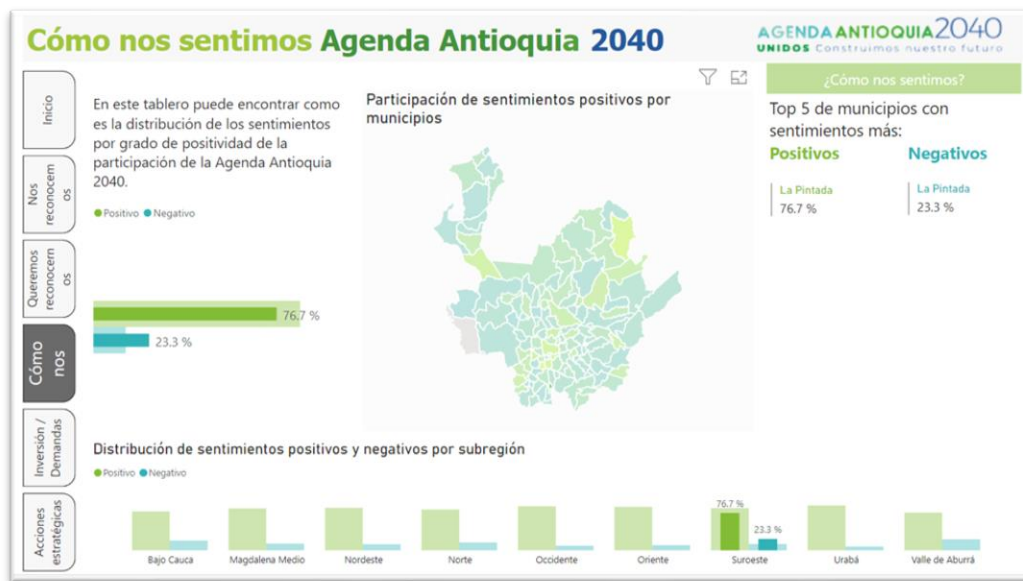 Cómo nos sentimos Agenda Antioquia 2040
AGENDA ANTIOQUIA 2040
UNIDOS Construimos nuestro futuro
Inicio
Nos
reconocem
os
Queremos
reconocern
os
Cómo
nos
Inversión /
Demandas
Acciones
estratégicas
En este tablero puede encontrar como
es la distribución de los sentimientos
por grado de positividad de la
participación de la Agenda Antioquia
2040.
Positivo Negativo
76.7 %
23.3 %
Participación de sentimientos positivos por
municipios
¿Cómo nos sentimos?
Top 5 de municipios con
sentimientos más:
Positivos Negativos
La Pintada La Pintada
76.7 % 23.3 %
Distribución de sentimientos positivos y negativos por subregión
Positivo Negativo
76.7 %
23.3 %
Bajo Cauca Magdalena Medio Nordeste Norte Occidente Oriente Suroeste Urabá Valle de Aburrá